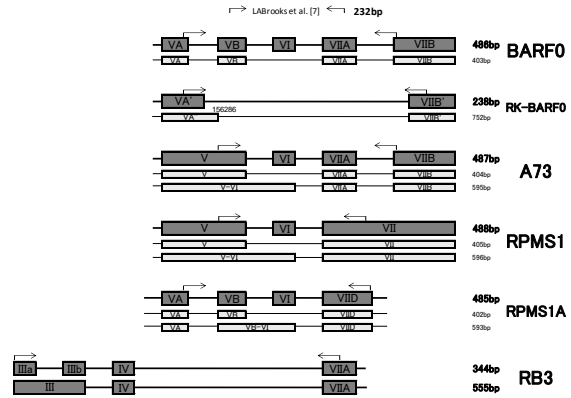 LABrooks et al. [7] 232bp
VA VB VI VIIA VIIB 486bp BARF0
VA VB VIIA VIIB 403bp
VA' VIIB' 238bp RK-BARF0
156286
VA' VIIB' 752bp
V VI VIIA VIIB 487bp A73
V VIIA VIIB 404bp
V-VI VIIA VIIB 595bp
V VI VII 488bp RPMS1
V VII 405bp
V-VI VII 596bp
VA VB VI VIID 485bp RPMS1A
VA VB VIID 402bp
VA VB-VI VIID 593bp
IIIa IIIb IV VIIA 344bp RB3
III IV VIIA 555bp